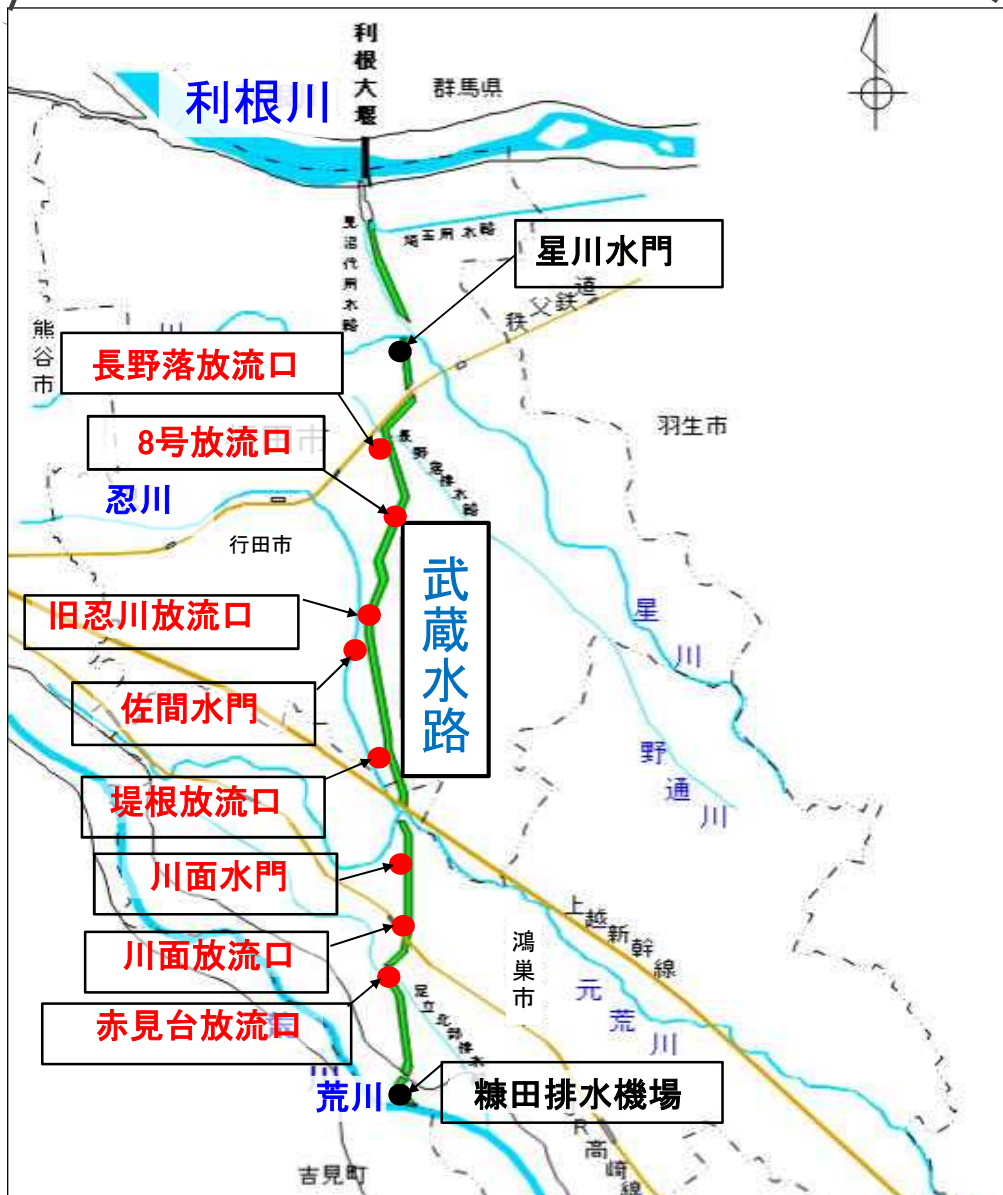 利根大堰
群馬県
利根川
見沼代用水路
埼玉用水路
星川水門
秩父鉄道
熊谷市
川
長野落放流口
羽生市
8号放流口
長野落排水路
忍川
行田市
武蔵水路
旧忍川放流口
星川
佐間水門
野通川
堤根放流口
川面水門
上越新幹線
川面放流口
鴻巣市
元荒川
赤見台放流口
足立北部排水
荒川
糠田排水機場
R高崎線
吉見町